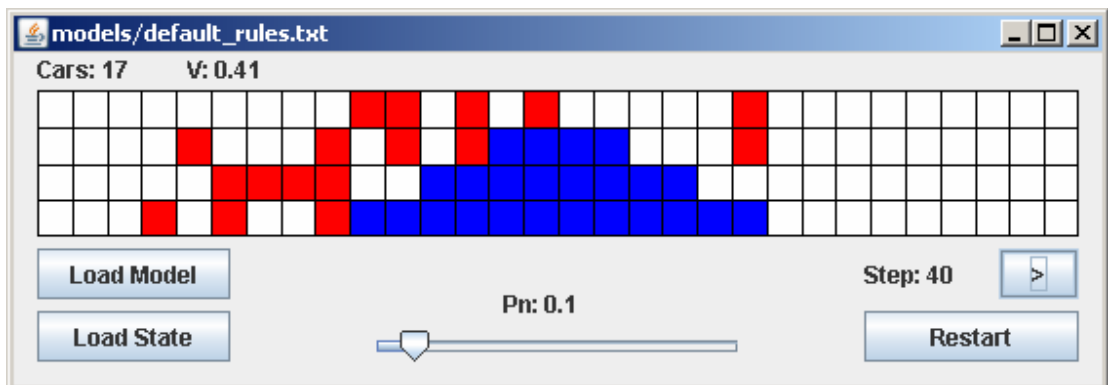 models/default_rules.txt
Cars: 17 V: 0.41
Load Model
Step: 40 >
Pn: 0.1
Load State
Restart